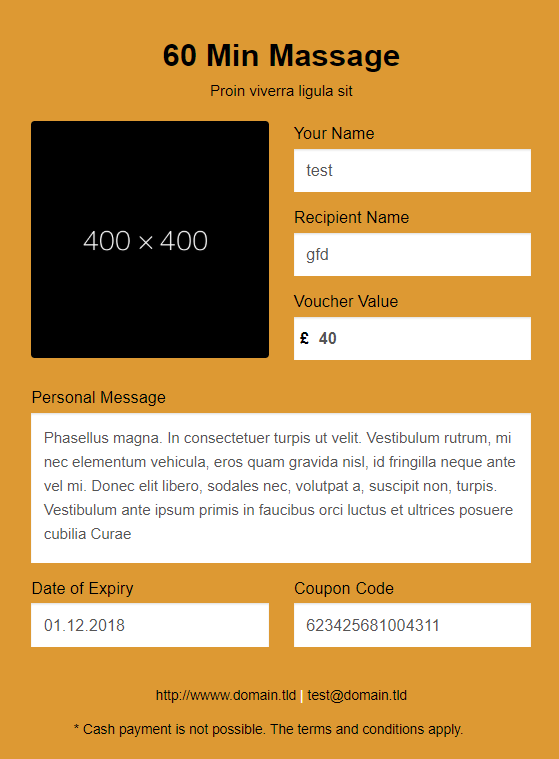 60 Min Massage
Proin viverra ligula sit
400 × 400
Your Name
test
Recipient Name
gfd
Voucher Value
£ 40
Personal Message
Phasellus magna. In consectetuer turpis ut velit. Vestibulum rutrum, mi
nec elementum vehicula, eros quam gravida nisl, id fringilla neque ante
vel mi. Donec elit libero, sodales nec, volutpat a, suscipit non, turpis.
Vestibulum ante ipsum primis in faucibus orci luctus et ultrices posuere
cubilia Curae
Date of Expiry
01.12.2018
Coupon Code
623425681004311
http://wwww.domain.tld | test@domain.tld
* Cash payment is not possible. The terms and conditions apply.